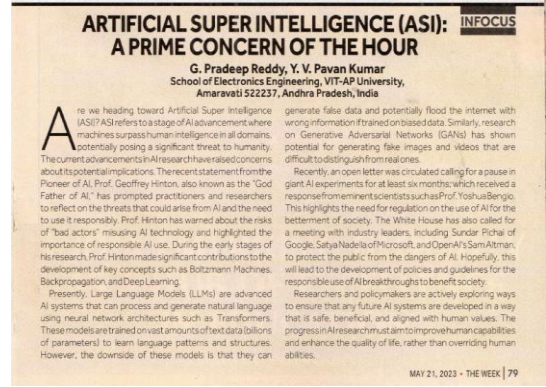 INFOCUS
ARTIFICIAL SUPER INTELLIGENCE (ASI):
A PRIME CONCERN OF THE HOUR
G. Pradeep Reddy, Y. V. Pavan Kumar
School of Electronics Engineering, VIT-AP University,
Amaravati 522237, Andhra Pradesh, India
Are we heading toward Artificial Super Intelligence
(ASI)? ASI refers to a stage of AI advancement where
machines surpass human intelligence in all domains,
potentially posing a significant threat to humanity.
The current advancements in AI research have raised concerns
about its potential implications. The recent statement from the
Pioneer of AI, Prof. Geoffrey Hinton, also known as the "God
Father of AI," has prompted practitioners and researchers
to reflect on the threats that could arise from AI and the need
to use it responsibly. Prof. Hinton has warned about the risks
of "bad actors" misusing AI technology and highlighted the
importance of responsible AI use. During the early stages of
his research, Prof. Hinton made significant contributions to the
development of key concepts such as Boltzmann Machines,
Backpropagation, and Deep Learning.
Presently, Large Language Models (LLMs) are advanced
AI systems that can process and generate natural language
using neural network architectures such as Transformers.
These models are trained on vast amounts of text data (billions
of parameters) to learn language patterns and structures.
However, the downside of these models is that they can
generate false data and potentially flood the internet with
wrong information if trained on biased data. Similarly, research
on Generative Adversarial Networks (GANs) has shown
potential for generating fake images and videos that are
difficult to distinguish from real ones.
Recently, an open letter was circulated calling for a pause in
giant AI experiments for at least six months, which received a
response from eminent scientists such as Prof. Yoshua Bengio.
This highlights the need for regulation on the use of AI for the
betterment of society. The White House has also called for
a meeting with industry leaders, including Sundar Pichai of
Google, Satya Nadella of Microsoft, and OpenAI's Sam Altman,
to protect the public from the dangers of AI. Hopefully, this
will lead to the development of policies and guidelines for the
responsible use of AI breakthroughs to benefit society.
Researchers and policymakers are actively exploring ways
to ensure that any future AI systems are developed in a way
that is safe, beneficial, and aligned with human values. The
progress in AI research must aim to improve human capabilities
and enhance the quality of life, rather than overriding human
abilities.
MAY 21, 2023 • THE WEEK | 79